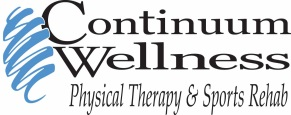 Continuum
Wellness
Physical Therapy & Sports Rehab